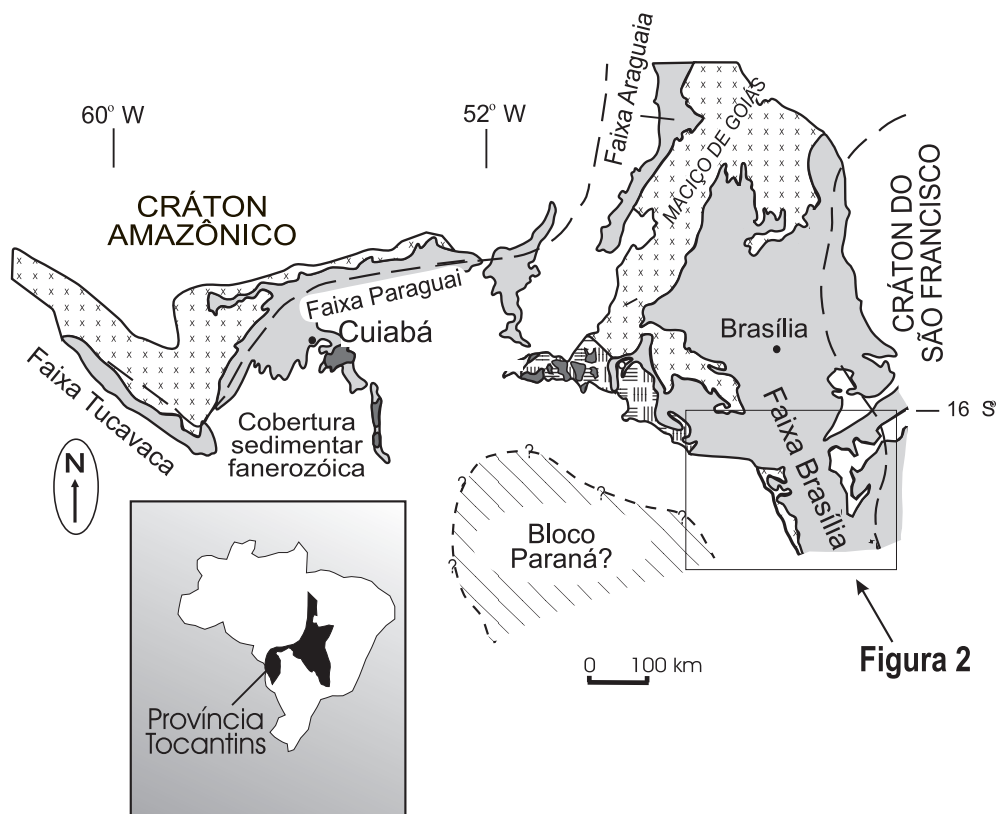 60° W
52° W
Faixa Araguaia
MACIÇO DE GOIÁS
CRÁTON
AMAZÔNICO
CRÁTON DO
SÃO FRANCISCO
Faixa Paraguai
Cuiabá
Brasília
Faixa Tucavaca
Cobertura
sedimentar
fanerozóica
16 S
Faixa Brasília
N
Bloco
Paraná?
?
?
?
?
?
?
0 100 km
Figura 2
Província
Tocantins